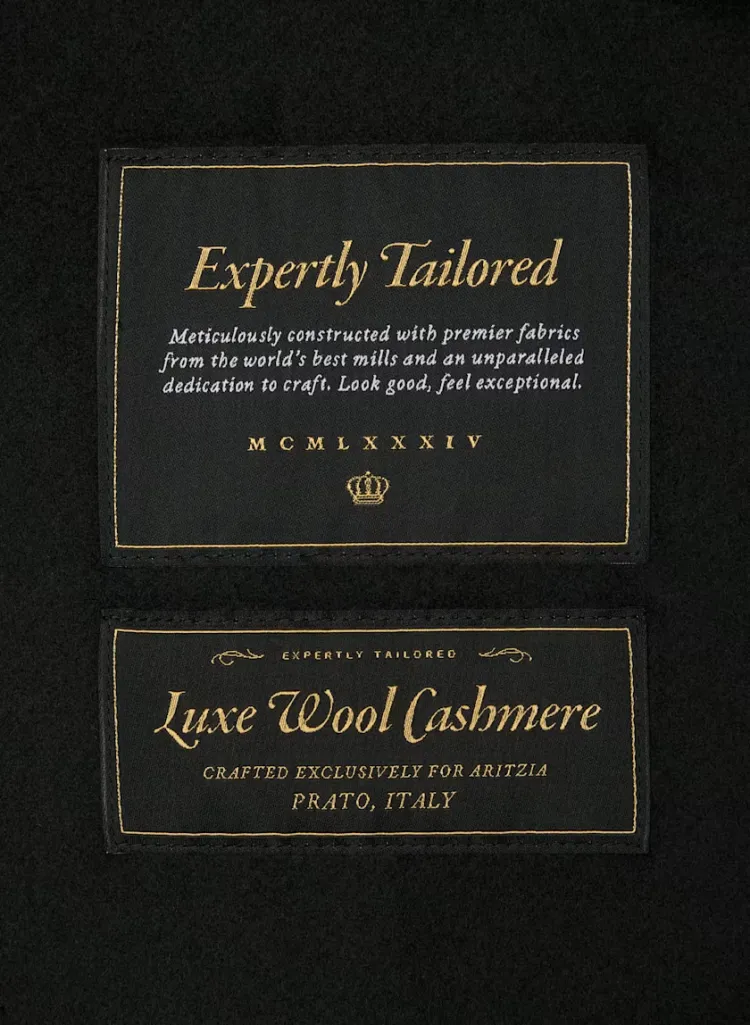 Expertly Tailored
Meticulously constructed with premier fabrics
from the world's best mills and an unparalleled
dedication to craft. Look good, feel exceptional.
MCMLXXXIV
EXPERTLY TAILORED
Luxe Wool Cashmere
CRAFTED EXCLUSIVELY FOR ARITZIA
PRATO, ITALY